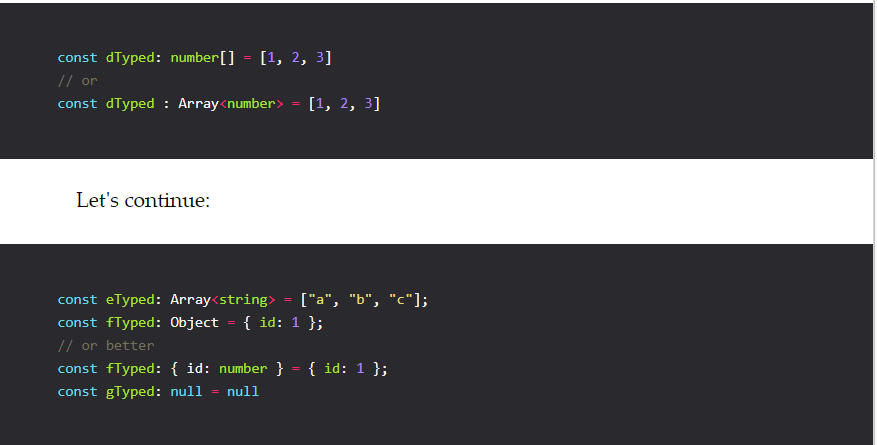 const dTyped: number[] = [1, 2, 3]
// or
const dTyped : Array<number> = [1, 2, 3]
Let's continue:
const eTyped: Array<string> = ["a", "b", "c"];
const fTyped: Object = { id: 1 };
// or better
const fTyped: { id: number } = { id: 1 };
const gTyped: null = null